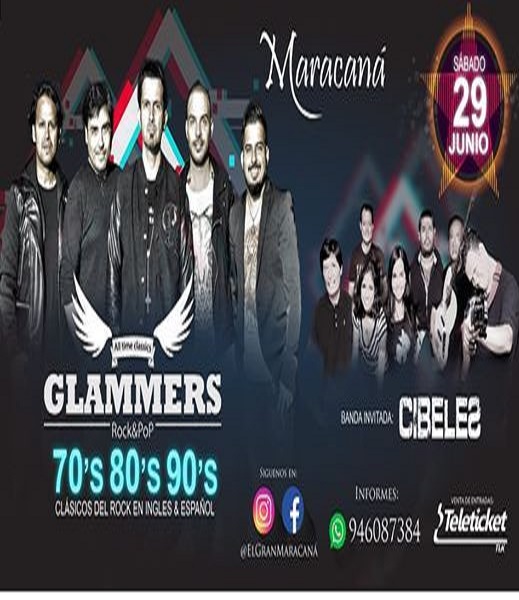 Maracaná
SÁBADO
29
JUNIO
All time classics
GLAMMERS
Rock&PoP
70's 80's 90's
CLÁSICOS DEL ROCK EN INGLES & ESPAÑOL
BANDA INVITADA: CIBELES
SIGUENOS EN:
@ELGRANMARACANÁ
INFORMES:
946087384
VENTA DE ENTRADAS:
Teleticket